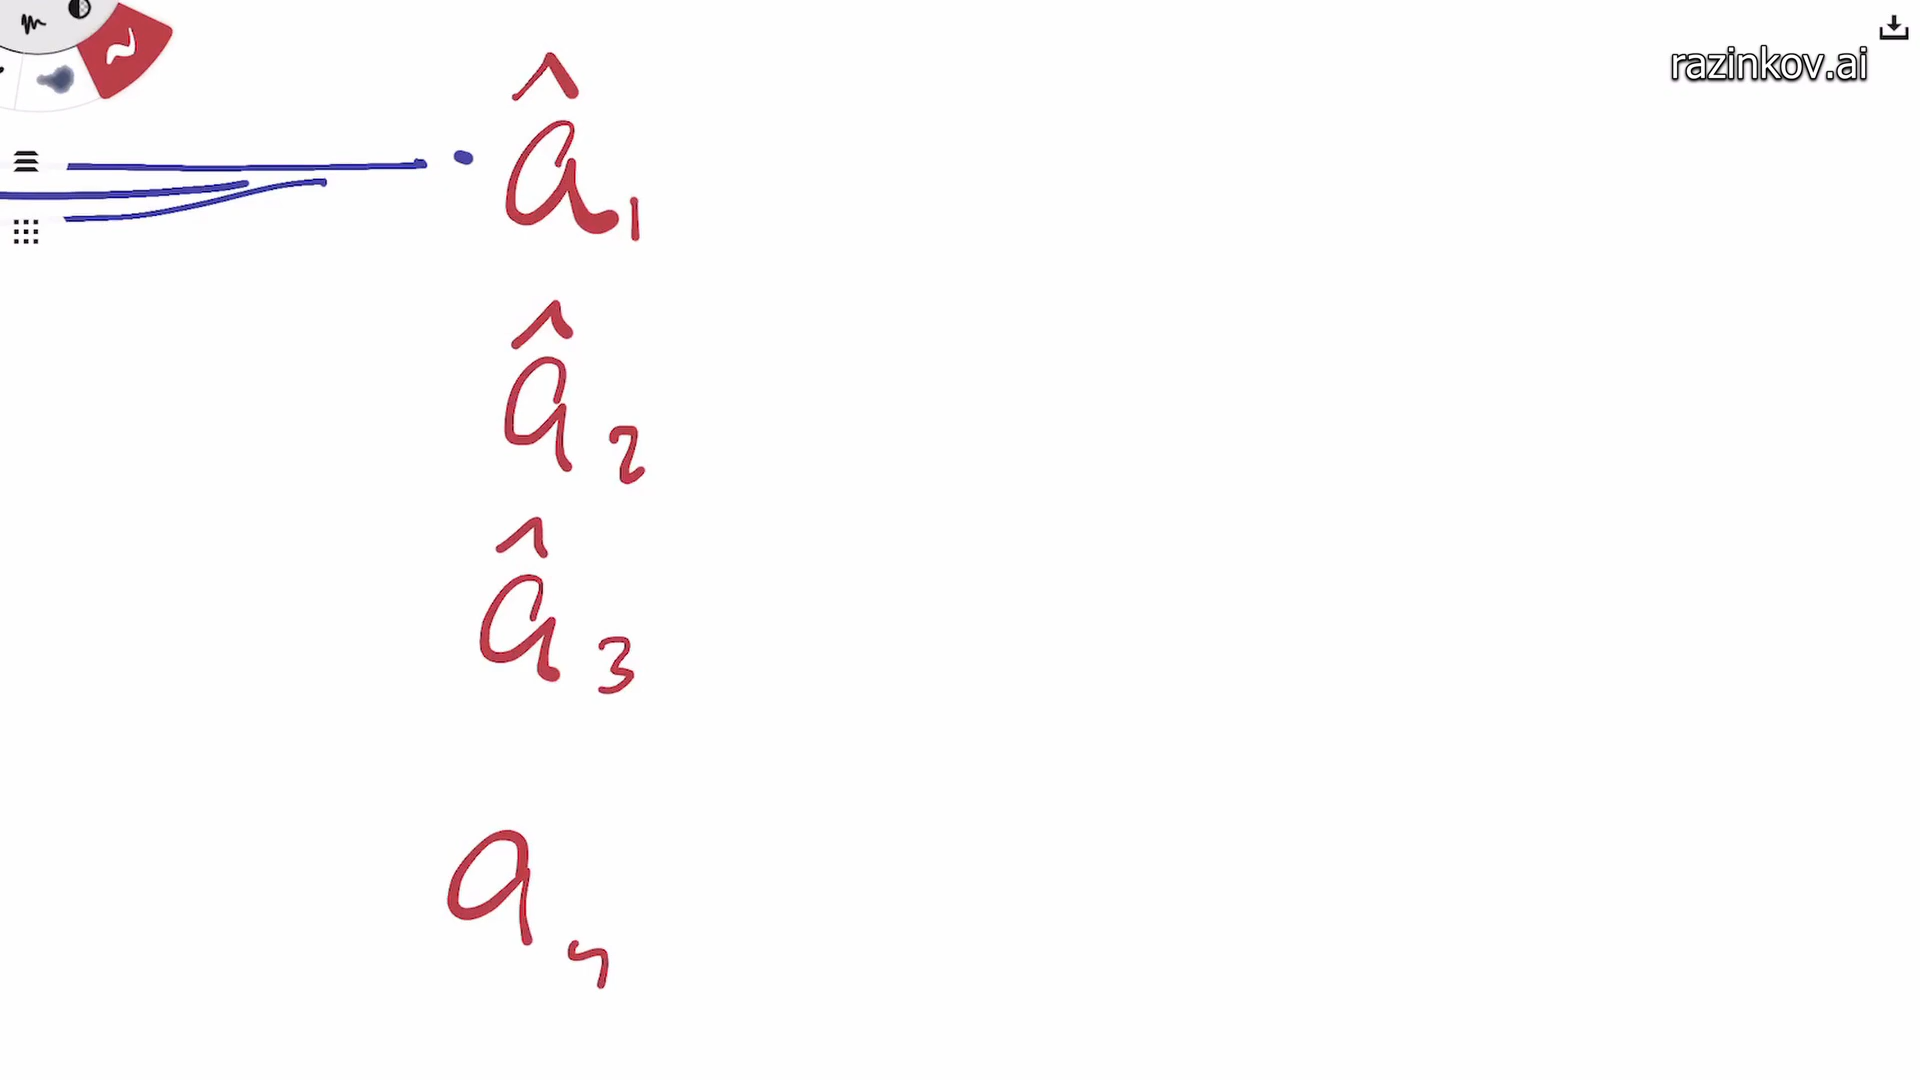 razinkov.ai
â₁
â₂
â₃
a₄